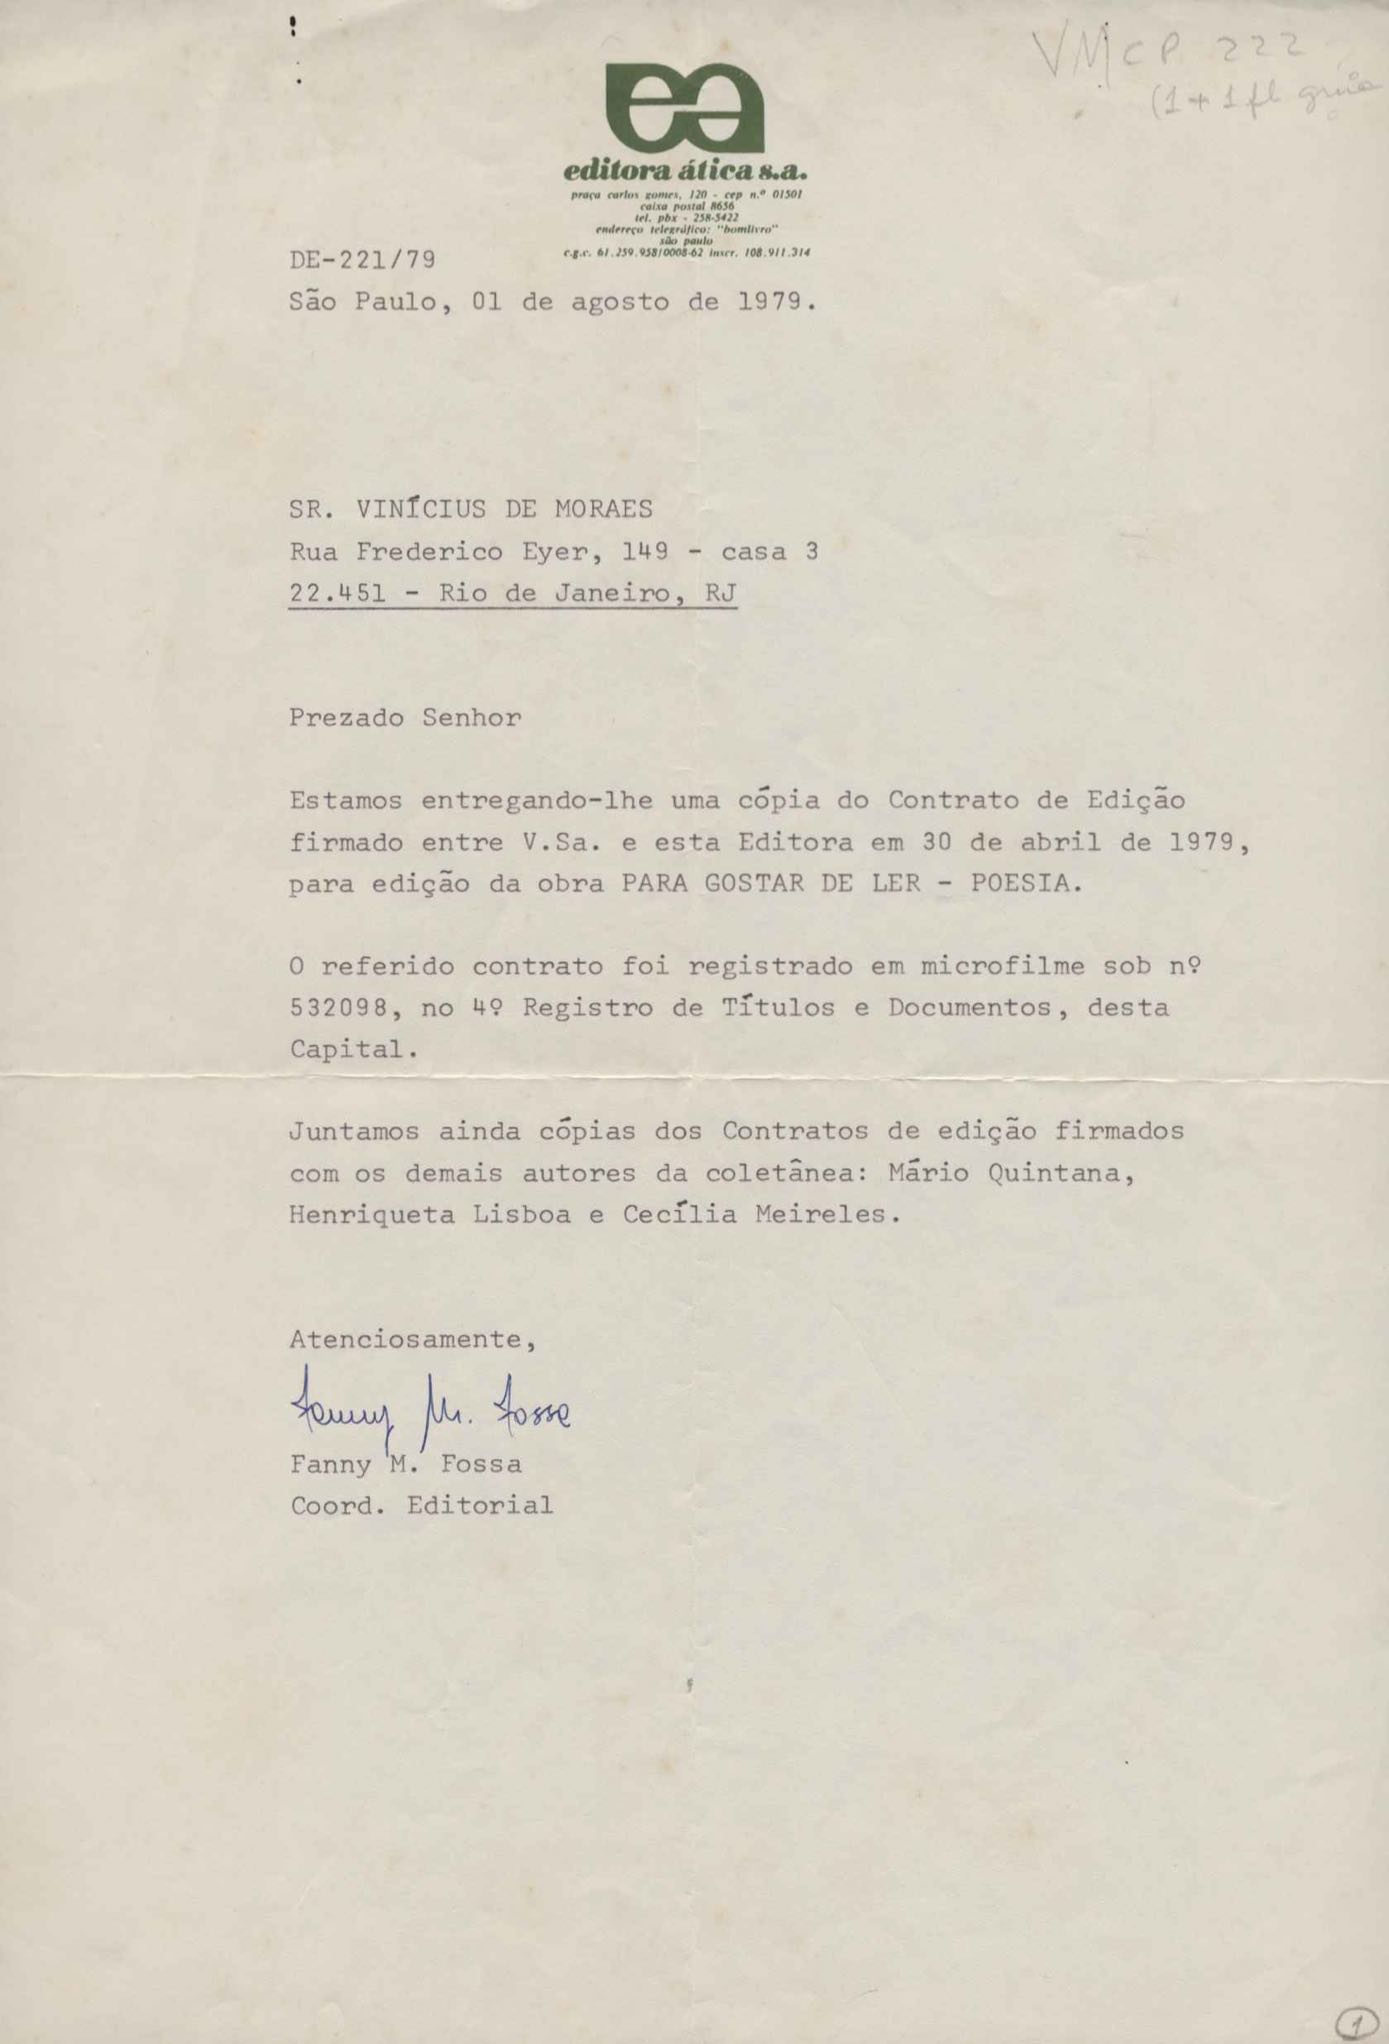 VMCP 222
(1 + 1 fl guia
ea
editora ática s.a.
praça carlos gomes, 120 - cep n.º 01501
caixa postal 8656
tel. pbx - 258-5422
endereço telegráfico: "bomlivro"
são paulo
c.g.c. 61.259.958/0008-62 inscr. 108.911.314
DE-221/79
São Paulo, 01 de agosto de 1979.
SR. VINÍCIUS DE MORAES
Rua Frederico Eyer, 149 - casa 3
22.451 - Rio de Janeiro, RJ
Prezado Senhor
Estamos entregando-lhe uma cópia do Contrato de Edição
firmado entre V.Sa. e esta Editora em 30 de abril de 1979,
para edição da obra PARA GOSTAR DE LER - POESIA.
O referido contrato foi registrado em microfilme sob nº
532098, no 4º Registro de Títulos e Documentos, desta
Capital.
Juntamos ainda cópias dos Contratos de edição firmados
com os demais autores da coletânea: Mário Quintana,
Henriqueta Lisboa e Cecília Meireles.
Atenciosamente,
Fanny M. Fossa
Fanny M. Fossa
Coord. Editorial
1